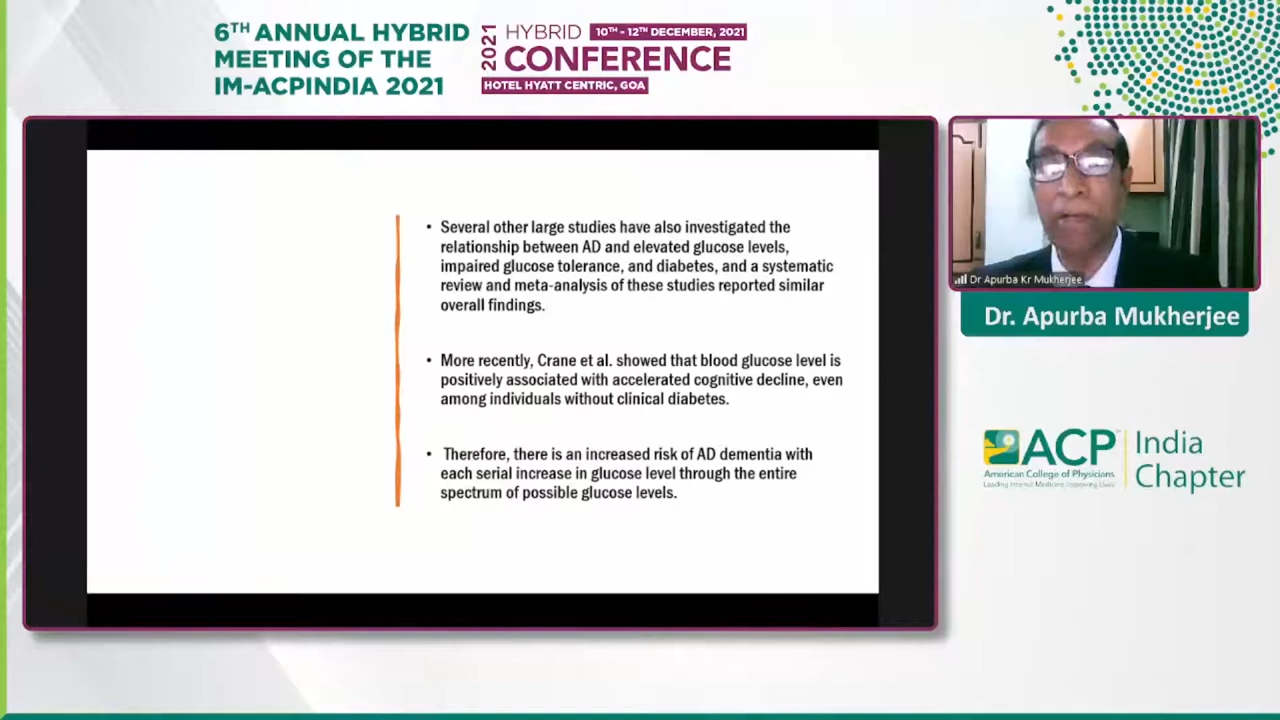 6TH ANNUAL HYBRID
MEETING OF THE
IM-ACPINDIA 2021
2021
HYBRID 10TH - 12TH DECEMBER, 2021
CONFERENCE
HOTEL HYATT CENTRIC, GOA
• Several other large studies have also investigated the
relationship between AD and elevated glucose levels,
impaired glucose tolerance, and diabetes, and a systematic
review and meta-analysis of these studies reported similar
overall findings.
• More recently, Crane et al. showed that blood glucose level is
positively associated with accelerated cognitive decline, even
among individuals without clinical diabetes.
• Therefore, there is an increased risk of AD dementia with
each serial increase in glucose level through the entire
spectrum of possible glucose levels.
Dr Apurba Kr Mukherjee
Dr. Apurba Mukherjee
ACP
American College of Physicians
Leading Internal Medicine, Improving Lives
India
Chapter